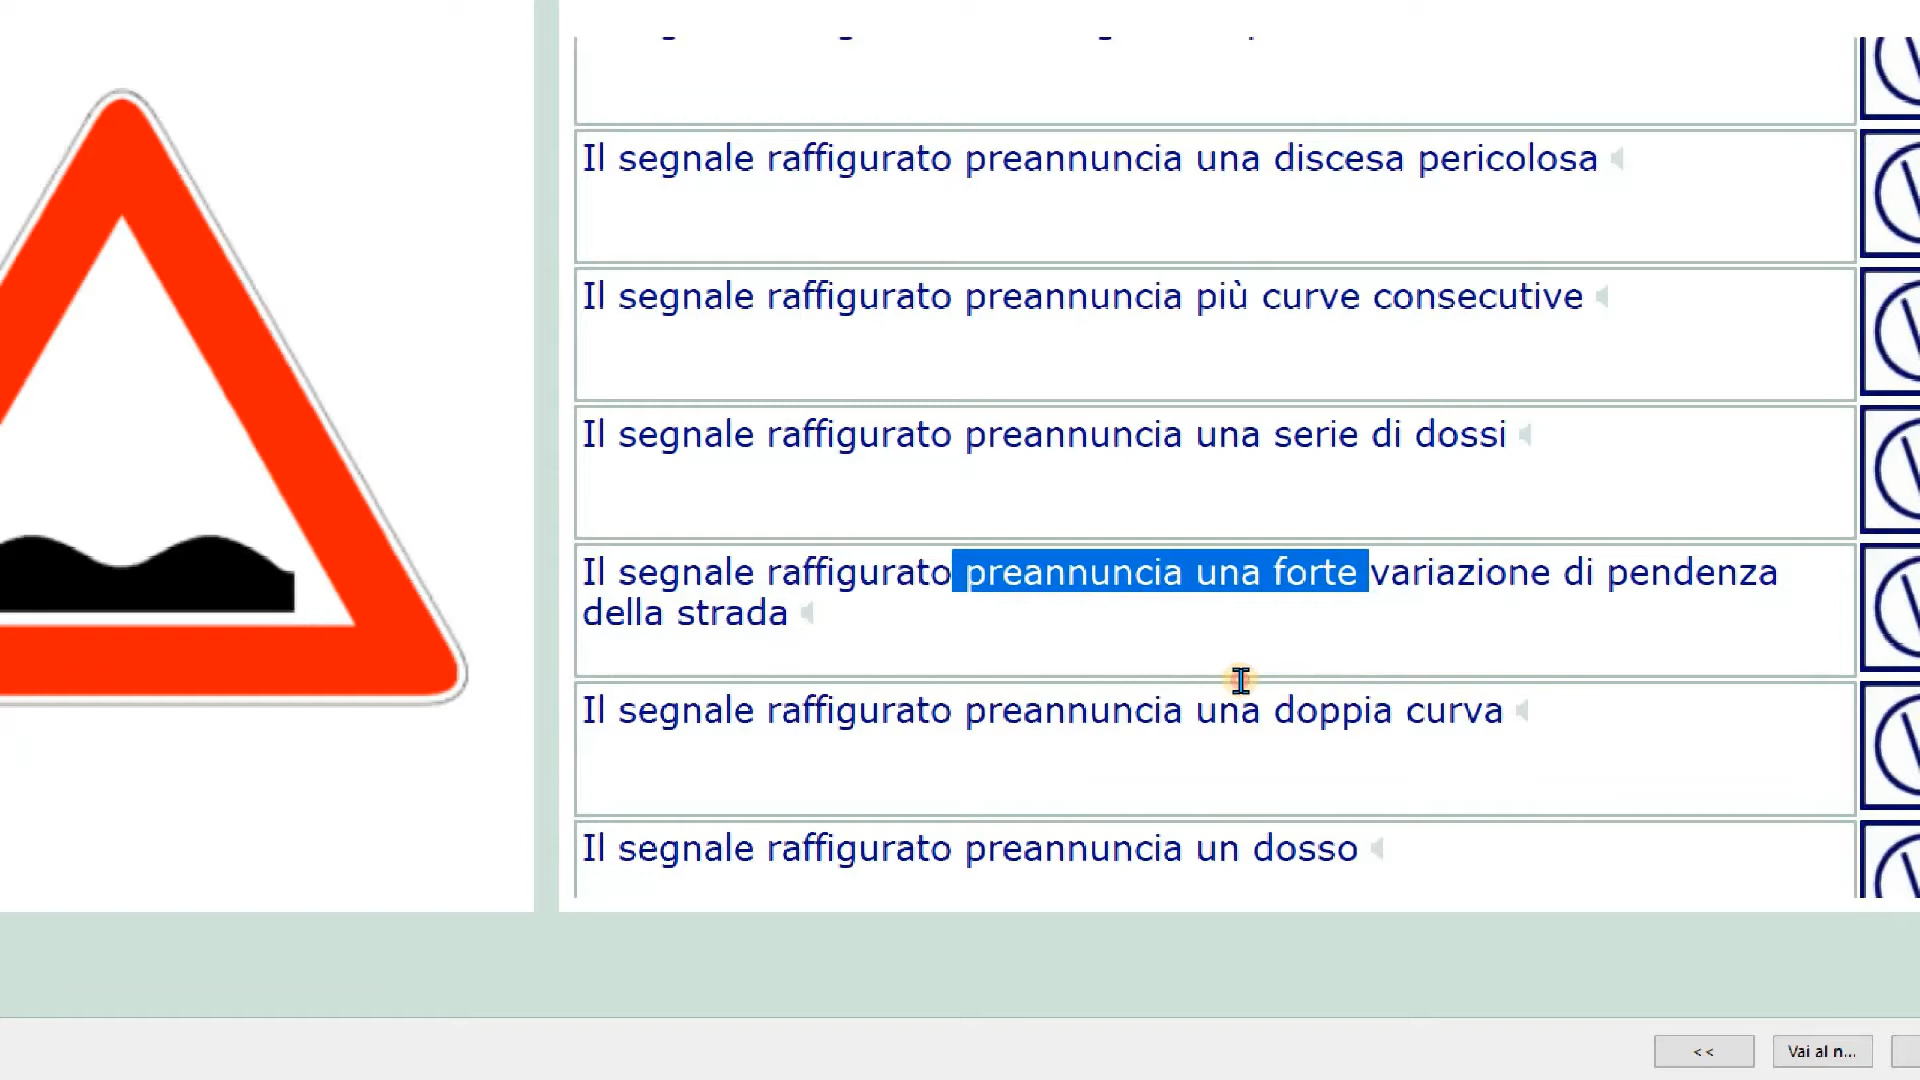 Il segnale raffigurato preannuncia una discesa pericolosa
Il segnale raffigurato preannuncia più curve consecutive
Il segnale raffigurato preannuncia una serie di dossi
Il segnale raffigurato preannuncia una forte variazione di pendenza
della strada
Il segnale raffigurato preannuncia una doppia curva
Il segnale raffigurato preannuncia un dosso
<<
Vai al n...